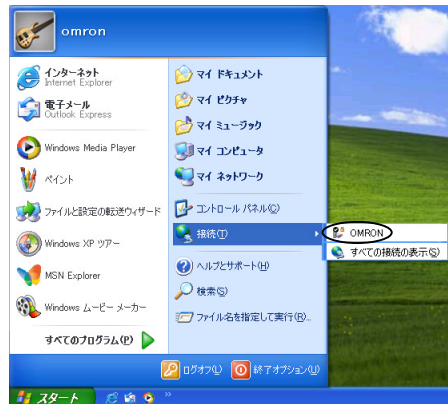 omron
インターネット
Internet Explorer
電子メール
Outlook Express
Windows Media Player
ペイント
ファイルと設定の転送ウィザード
Windows XP ツアー
MSN Explorer
Windows ムービー メーカー
すべてのプログラム(P)
マイ ドキュメント
マイ ピクチャ
マイ ミュージック
マイ コンピュータ
マイ ネットワーク
コントロール パネル(C)
接続(T)
ヘルプとサポート(H)
検索(S)
ファイル名を指定して実行(R)...
OMRON
すべての接続の表示(S)
ログオフ(L)
終了オプション(U)
スタート